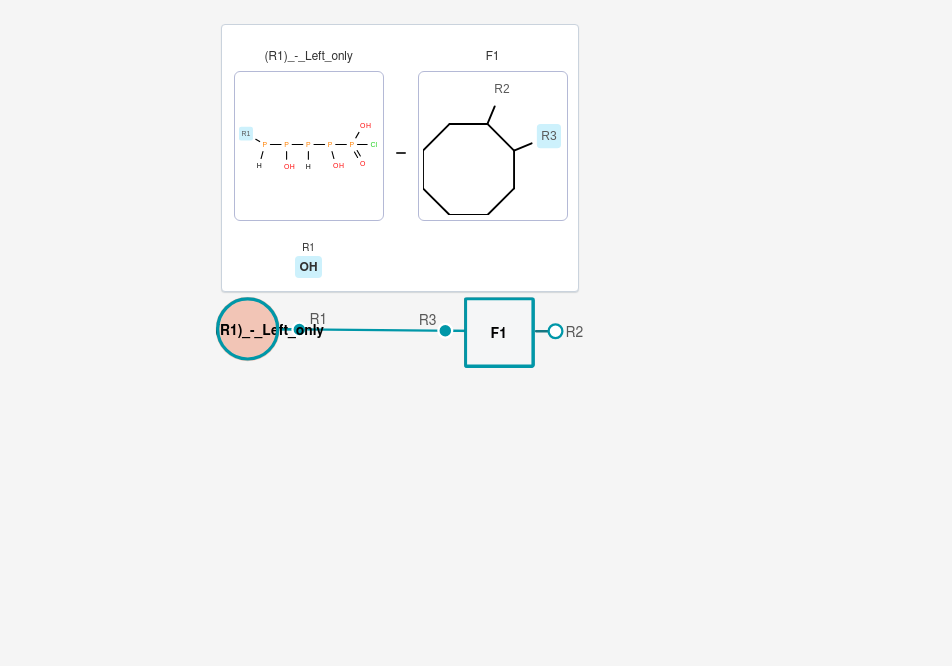 (R1)_-_Left_only
F1
R2
R3
R1
P P P P P Cl
OH
H OH H OH O
–
R1
OH
R1)_-_Left_only
R1
R3
F1
R2